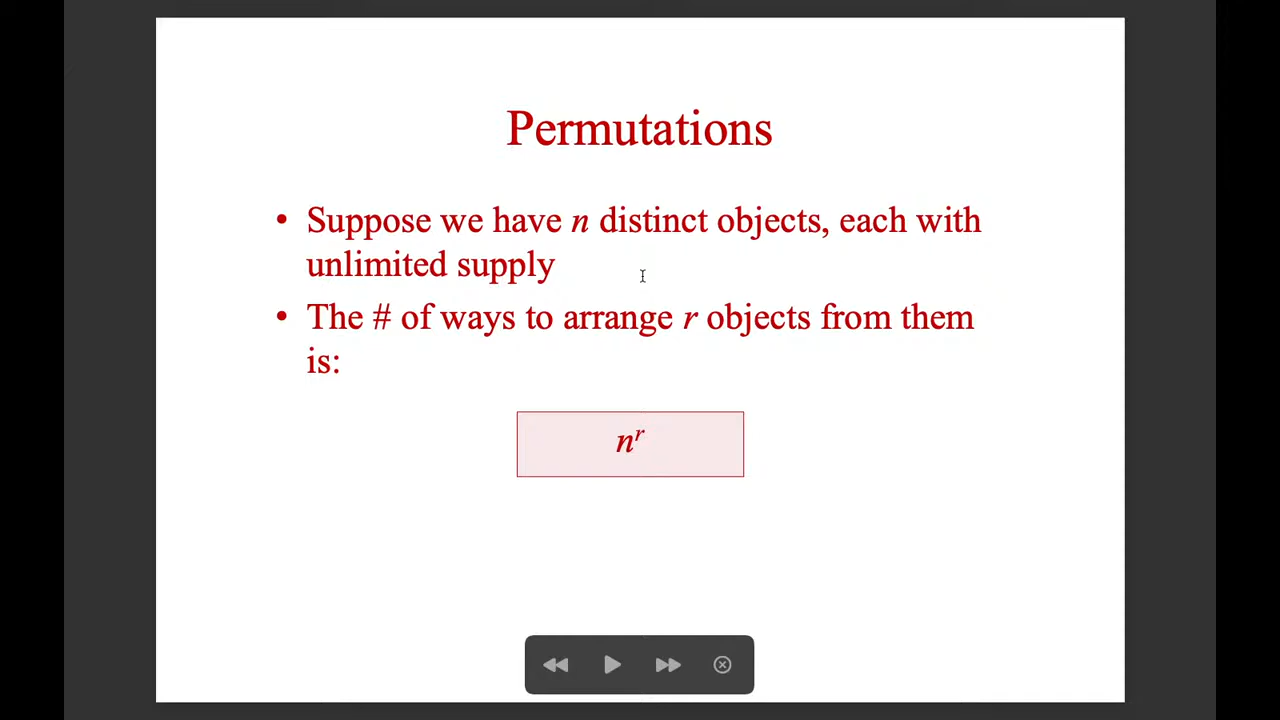 Permutations
• Suppose we have n distinct objects, each with
unlimited supply
• The # of ways to arrange r objects from them
is:
nʳ